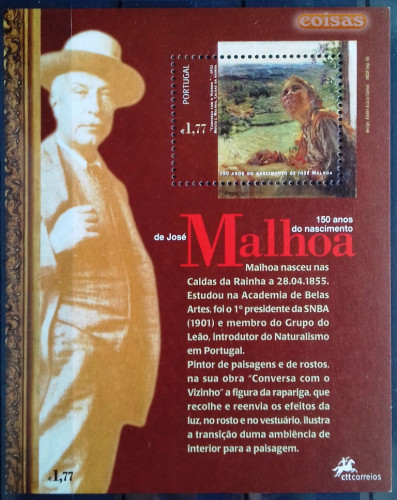 coisas
PORTUGAL
€1,77
150 ANOS DO NASCIMENTO DE JOSÉ MALHOA
150 anos
do nascimento
de José
Malhoa
Malhoa nasceu nas
Caldas da Rainha a 28.04.1855.
Estudou na Academia de Belas
Artes, foi o 1º presidente da SNBA
(1901) e membro do Grupo do
Leão, introdutor do Naturalismo
em Portugal.
Pintor de paisagens e de rostos,
na sua obra "Conversa com o
Vizinho" a figura da rapariga, que
recolhe e reenvia os efeitos da
luz, no rosto e no vestuário, ilustra
a transição duma ambiência de
interior para a paisagem.
€1,77
cttcorreios